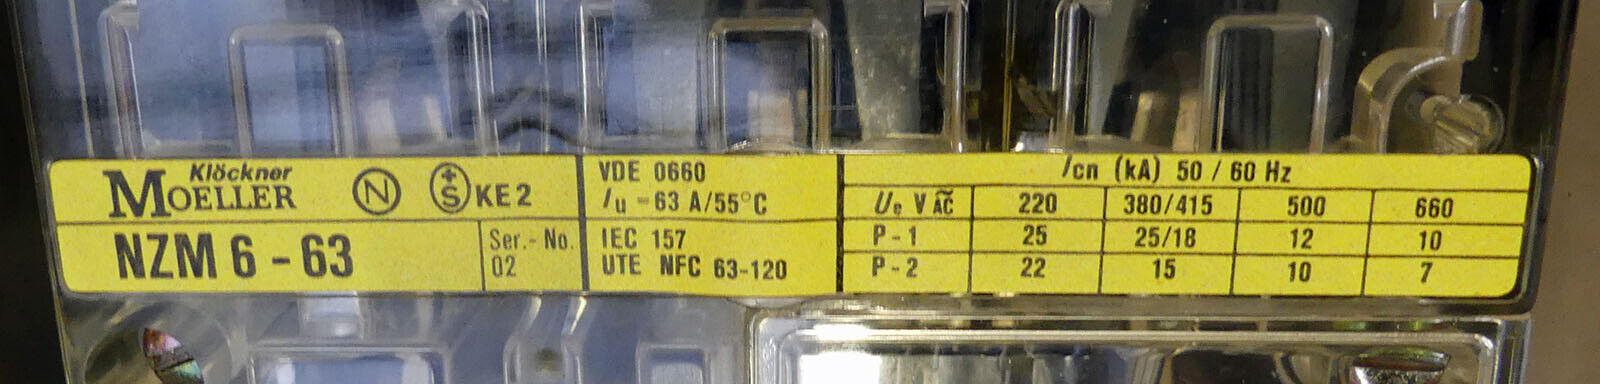 Klöckner
MOELLER N +S KE2
NZM 6 - 63
Ser.- No.
02
VDE 0660
Iu = 63 A/55°C
IEC 157
UTE NFC 63-120
Icn (kA) 50 / 60 Hz
Ue V AC 220 380/415 500 660
P - 1 25 25/18 12 10
P - 2 22 15 10 7